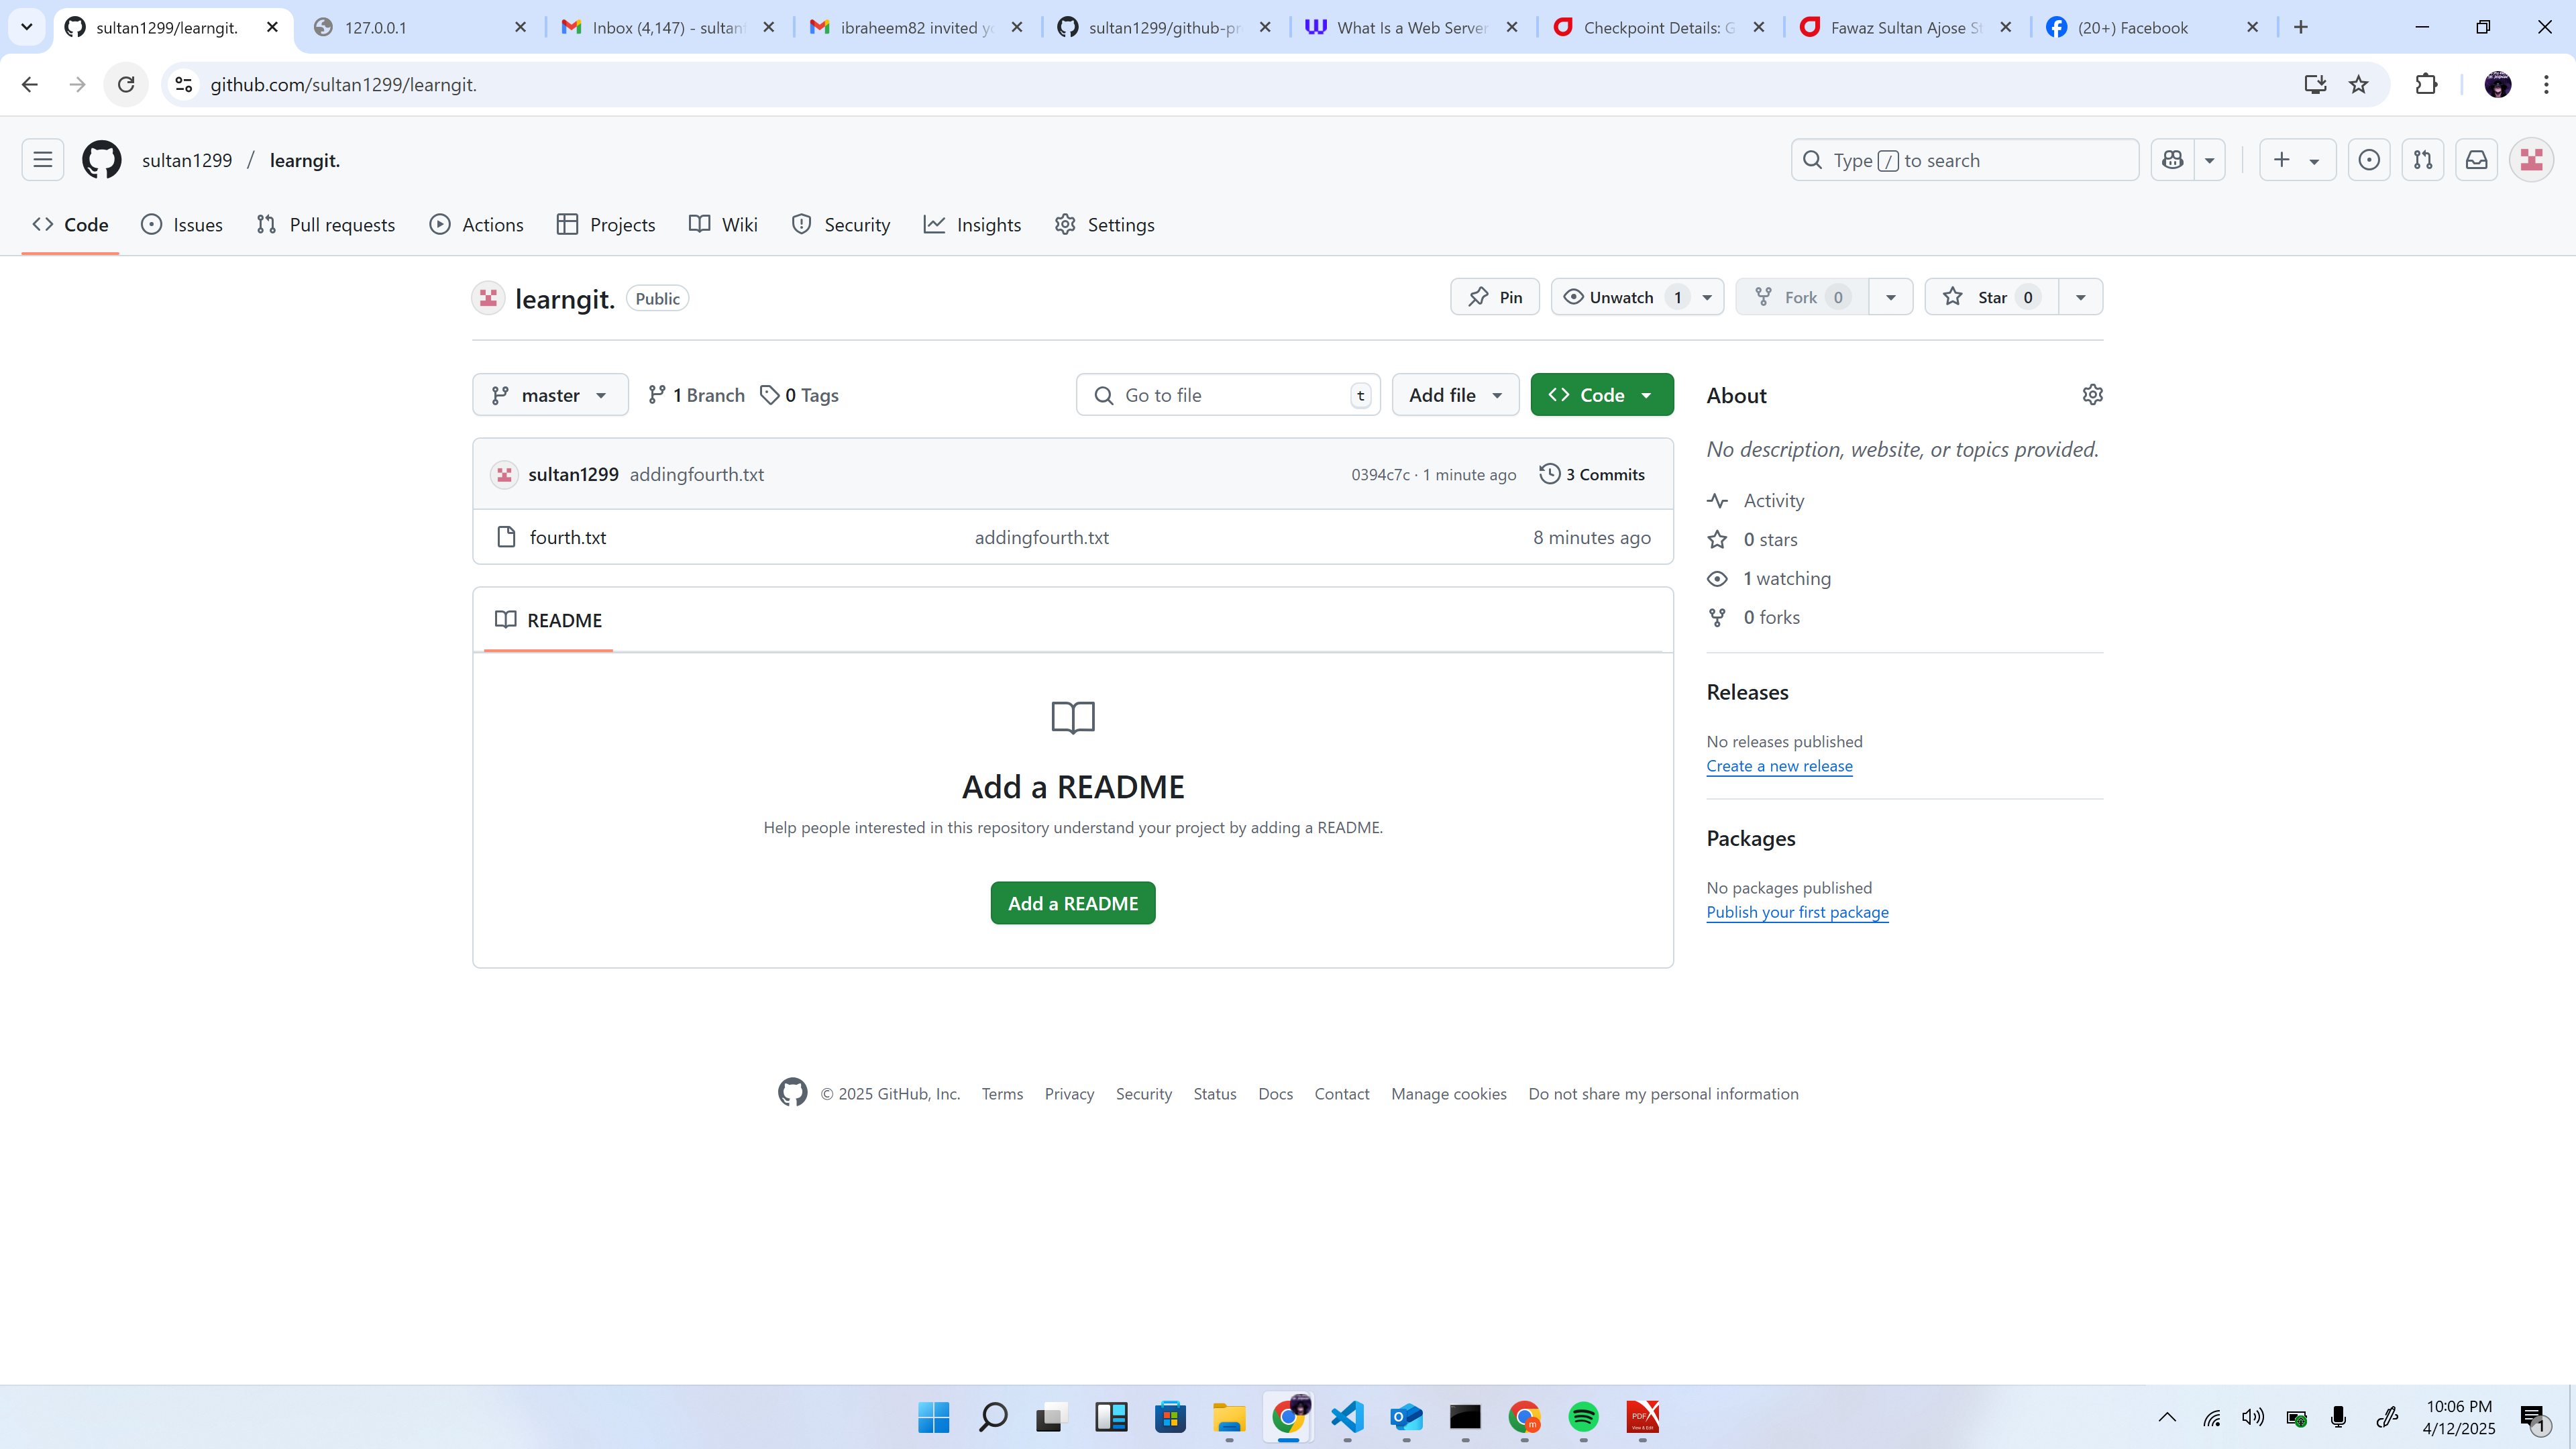 sultan1299/learngit.
127.0.0.1
Inbox (4,147) - sultanf
ibraheem82 invited yo
sultan1299/github-pr
What Is a Web Server
Checkpoint Details: G
Fawaz Sultan Ajose St
(20+) Facebook
github.com/sultan1299/learngit.
sultan1299 / learngit.
Type / to search
Code
Issues
Pull requests
Actions
Projects
Wiki
Security
Insights
Settings
learngit. Public
Pin
Unwatch 1
Fork 0
Star 0
master
1 Branch
0 Tags
Go to file t
Add file
Code
sultan1299 addingfourth.txt
0394c7c · 1 minute ago
3 Commits
fourth.txt addingfourth.txt 8 minutes ago
README
Add a README
Help people interested in this repository understand your project by adding a README.
Add a README
About
No description, website, or topics provided.
Activity
0 stars
1 watching
0 forks
Releases
No releases published
Create a new release
Packages
No packages published
Publish your first package
© 2025 GitHub, Inc. Terms Privacy Security Status Docs Contact Manage cookies Do not share my personal information
10:06 PM
4/12/2025
1